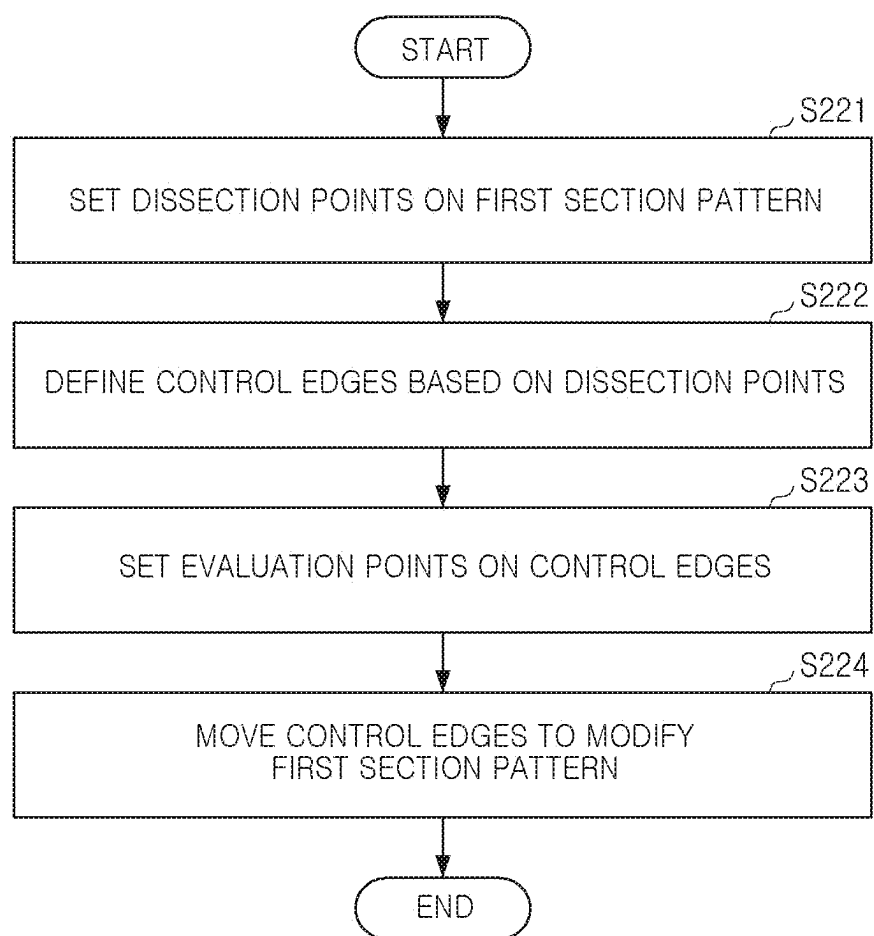 START
S221
SET DISSECTION POINTS ON FIRST SECTION PATTERN
S222
DEFINE CONTROL EDGES BASED ON DISSECTION POINTS
S223
SET EVALUATION POINTS ON CONTROL EDGES
S224
MOVE CONTROL EDGES TO MODIFY
FIRST SECTION PATTERN
END